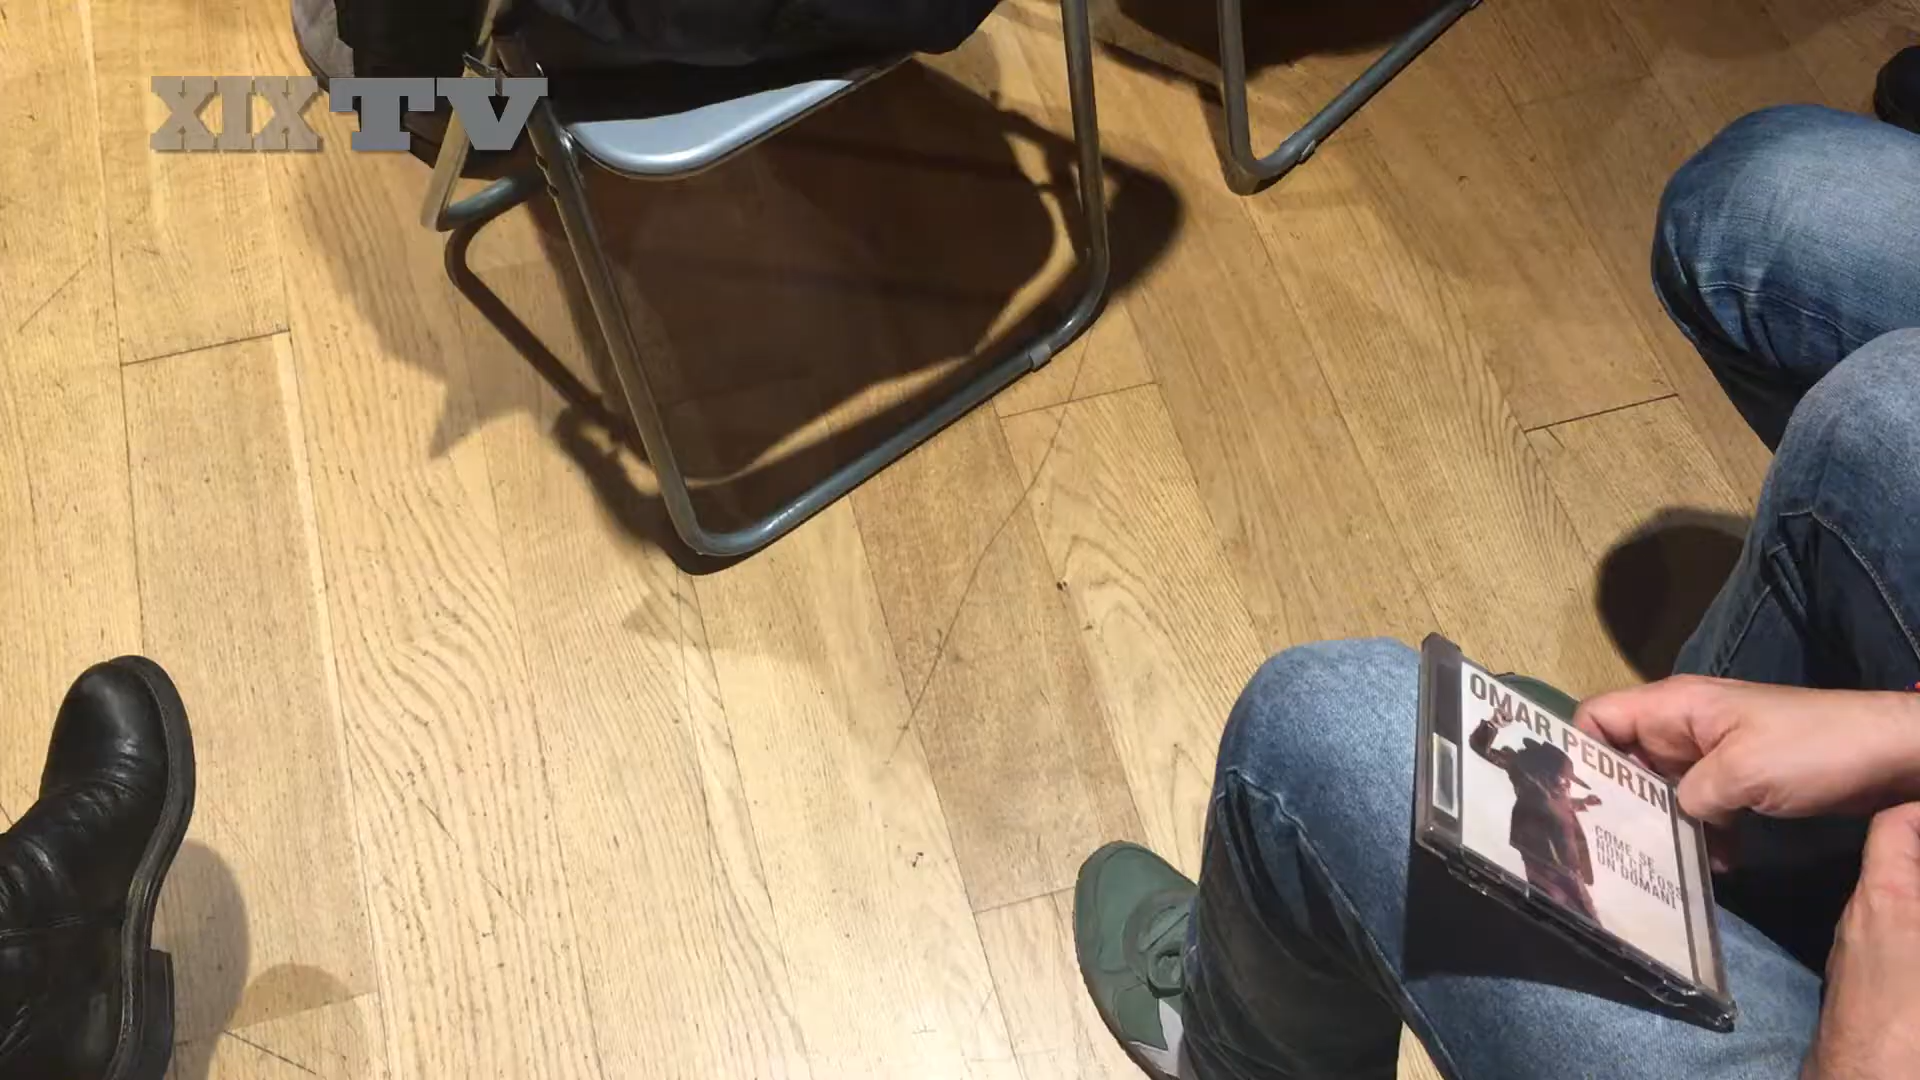 XIXTV
OMAR PEDRINI
COME SE
NON CI FOSSE
UN DOMANI